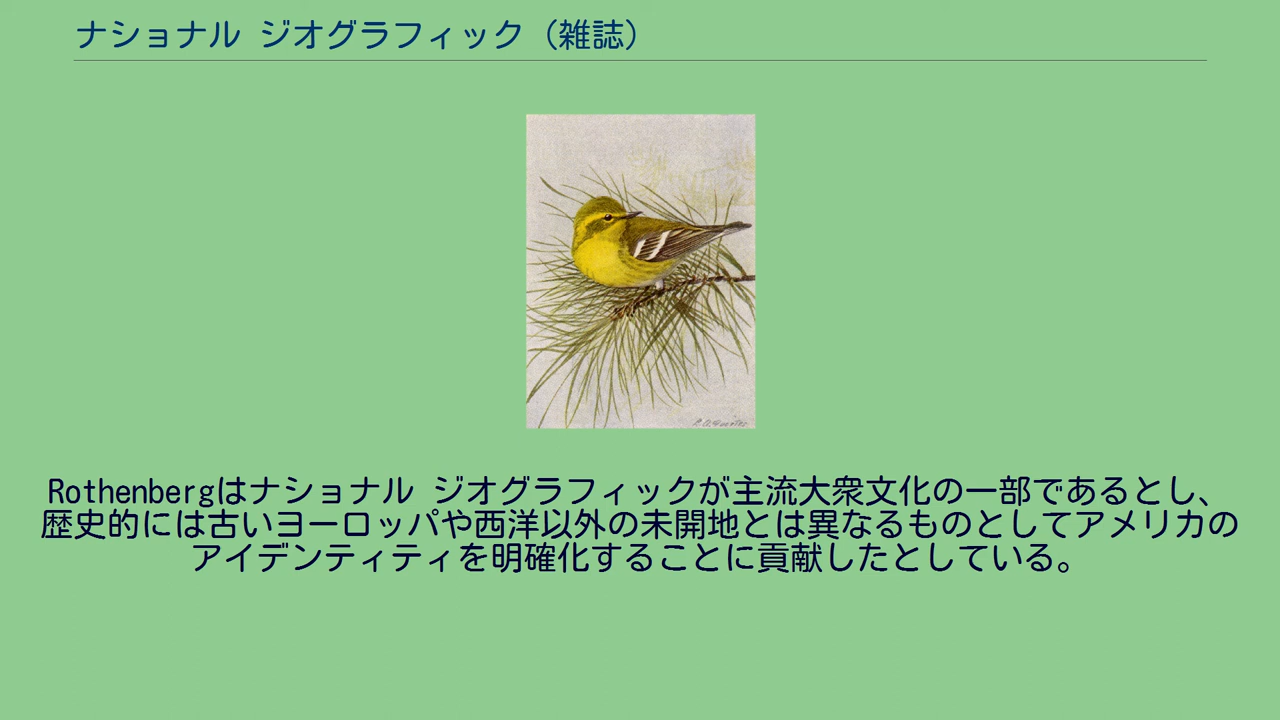 ナショナル ジオグラフィック（雑誌）
Rothenbergはナショナル ジオグラフィックが主流大衆文化の一部であるとし、
歴史的には古いヨーロッパや西洋以外の未開地とは異なるものとしてアメリカの
アイデンティティを明確化することに貢献したとしている。